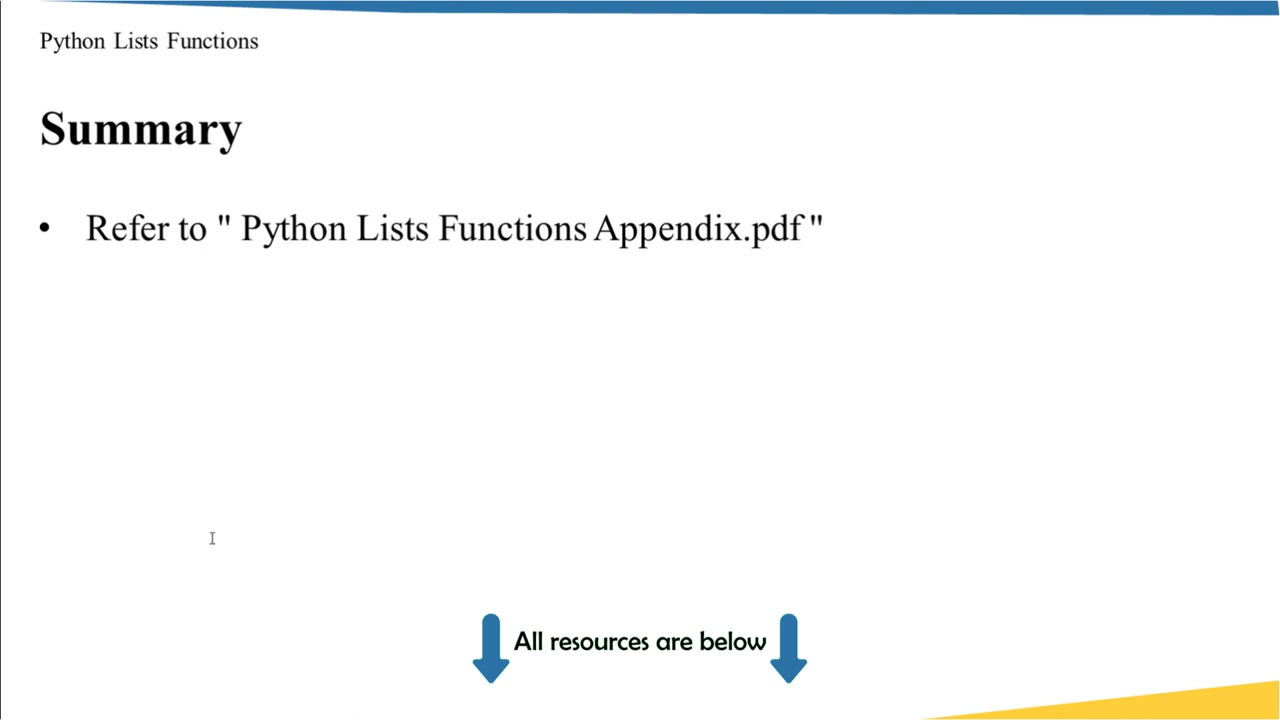 Python Lists Functions
Summary
• Refer to " Python Lists Functions Appendix.pdf "
All resources are below